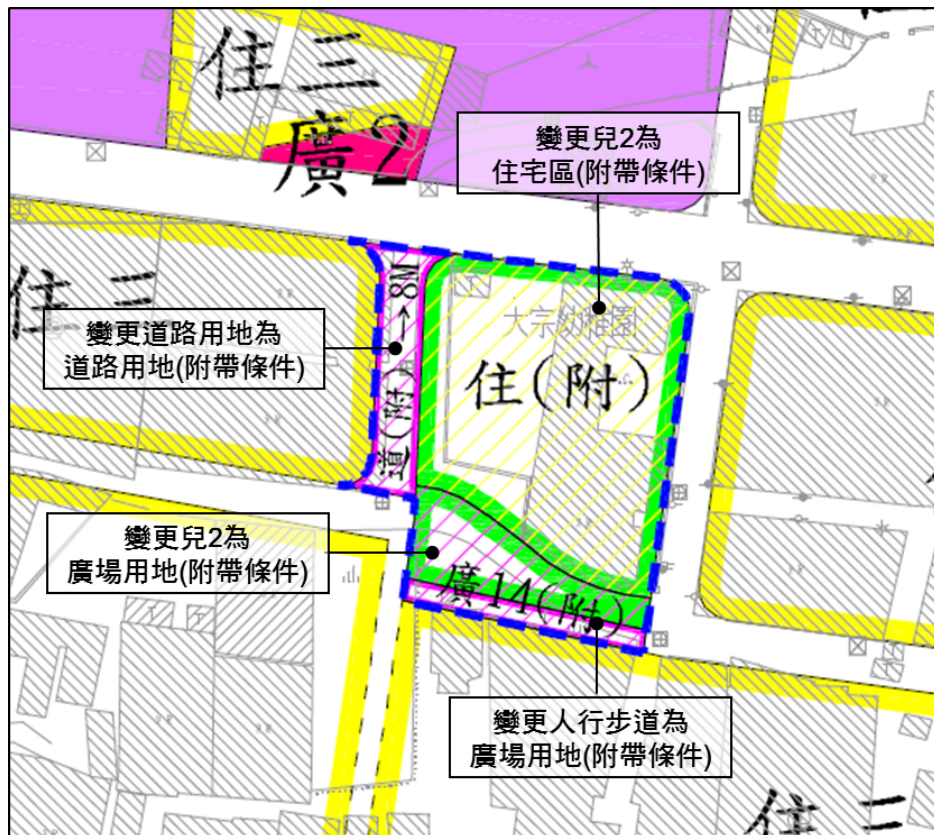 住三
廣2
變更兒2為
住宅區(附帶條件)
住三
道(附)
→8M
變更道路用地為
道路用地(附帶條件)
大宗幼稚園
住(附)
變更兒2為
廣場用地(附帶條件)
廣14(附)
變更人行步道為
廣場用地(附帶條件)
住三